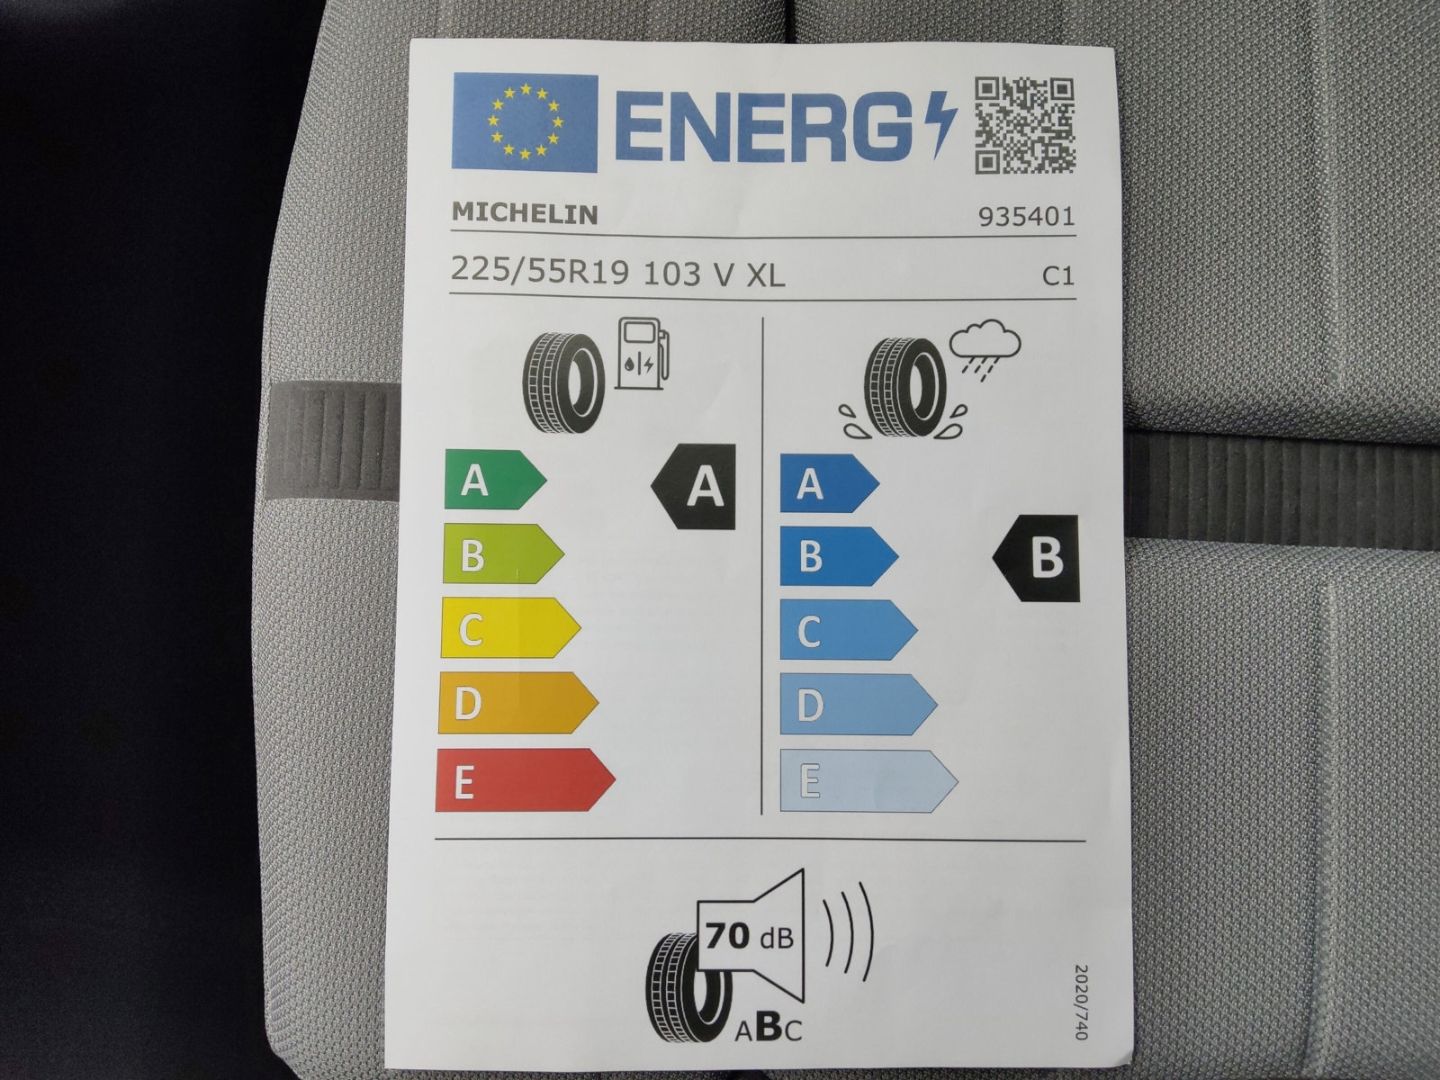 ENERG
MICHELIN 935401
225/55R19 103 V XL C1
A A A
B B B
C C
D D
E E
70 dB
ABC
2020/740